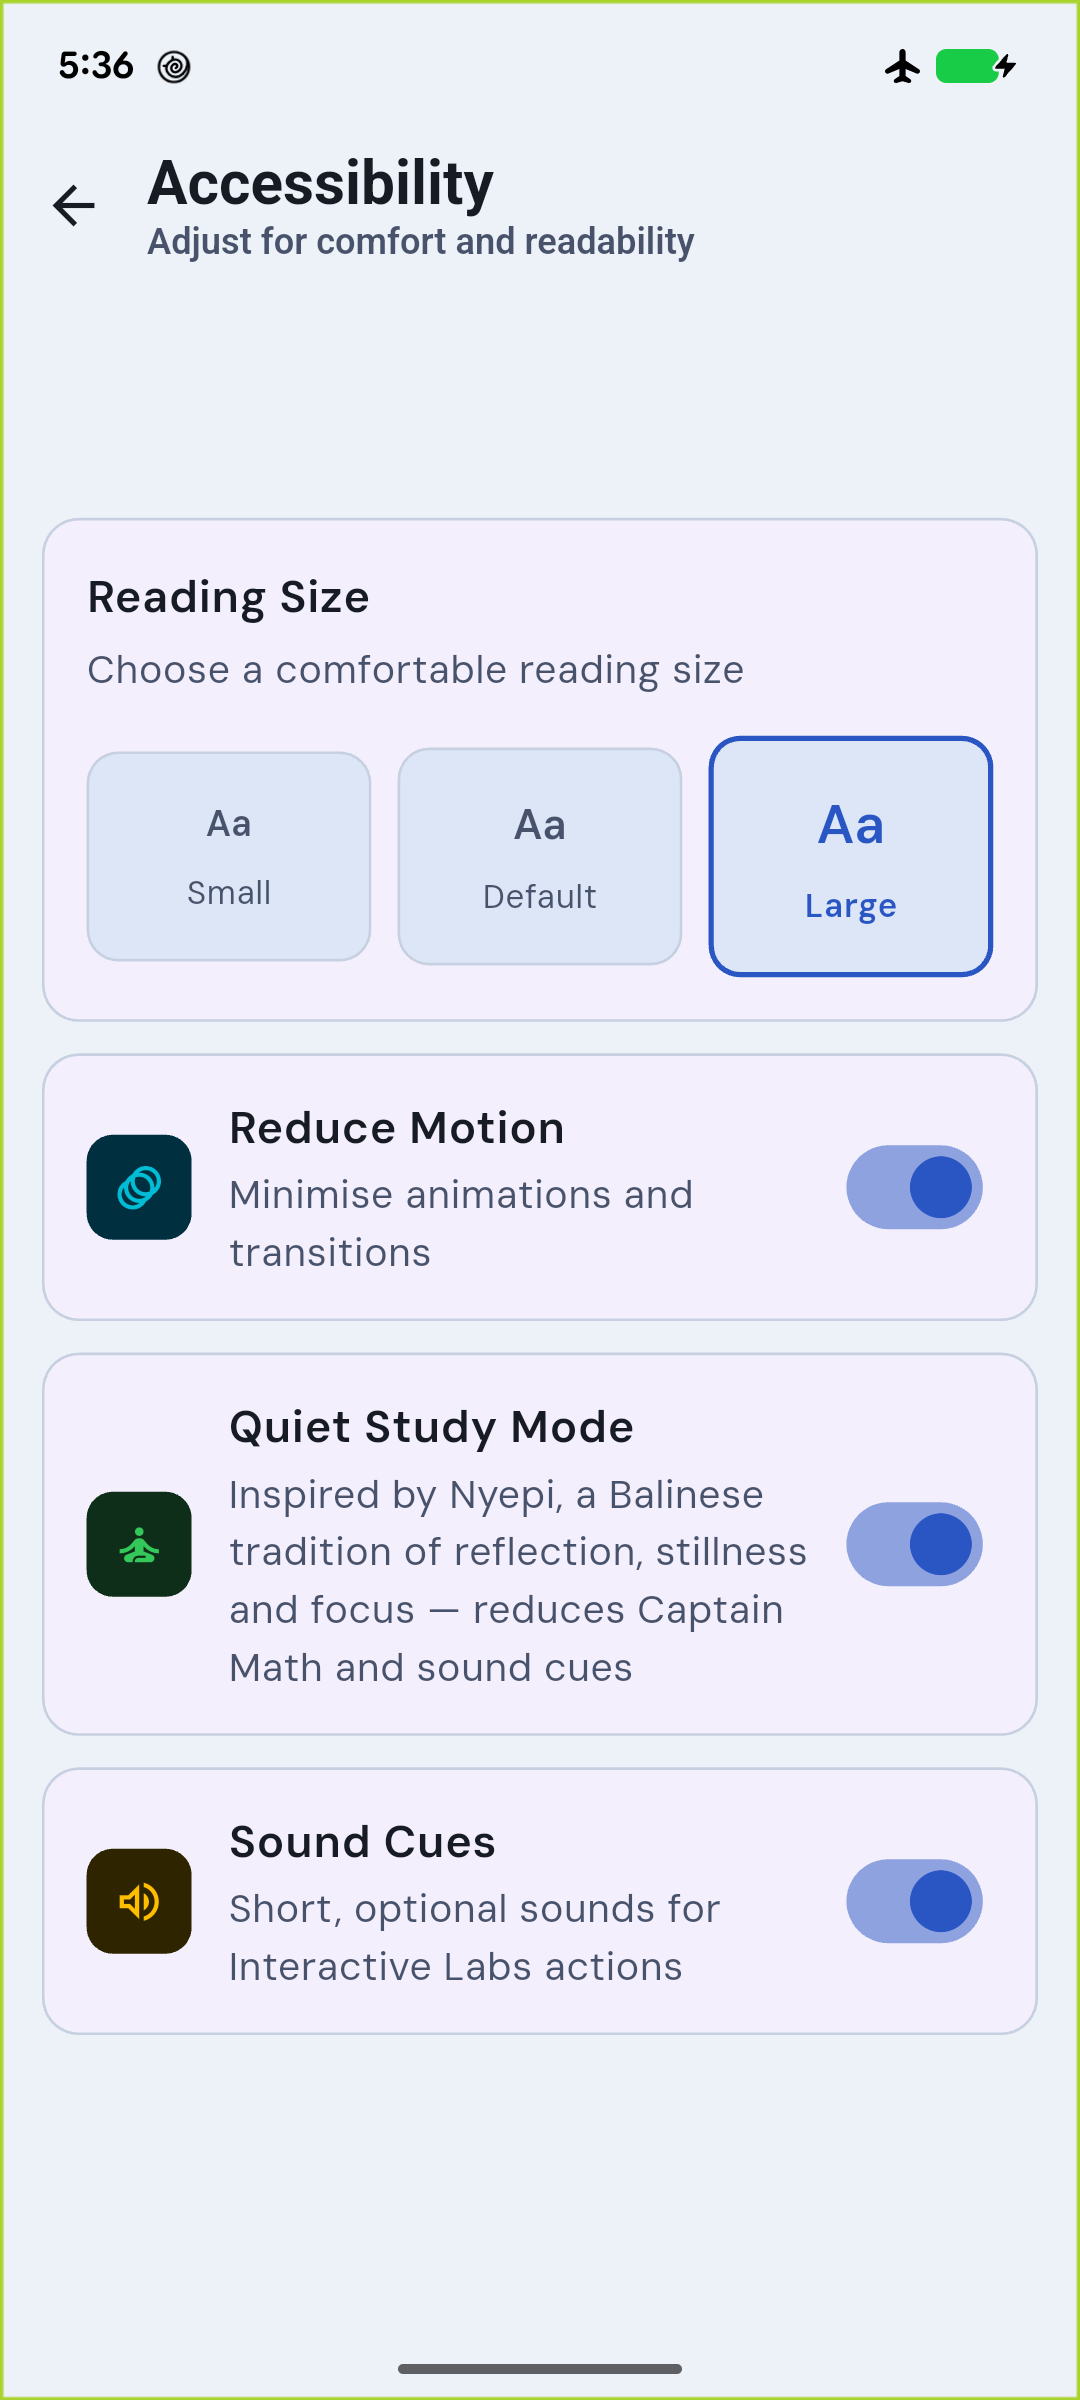 5:36
Accessibility
Adjust for comfort and readability
Reading Size
Choose a comfortable reading size
Aa
Small
Aa
Default
Aa
Large
Reduce Motion
Minimise animations and
transitions
Quiet Study Mode
Inspired by Nyepi, a Balinese
tradition of reflection, stillness
and focus — reduces Captain
Math and sound cues
Sound Cues
Short, optional sounds for
Interactive Labs actions